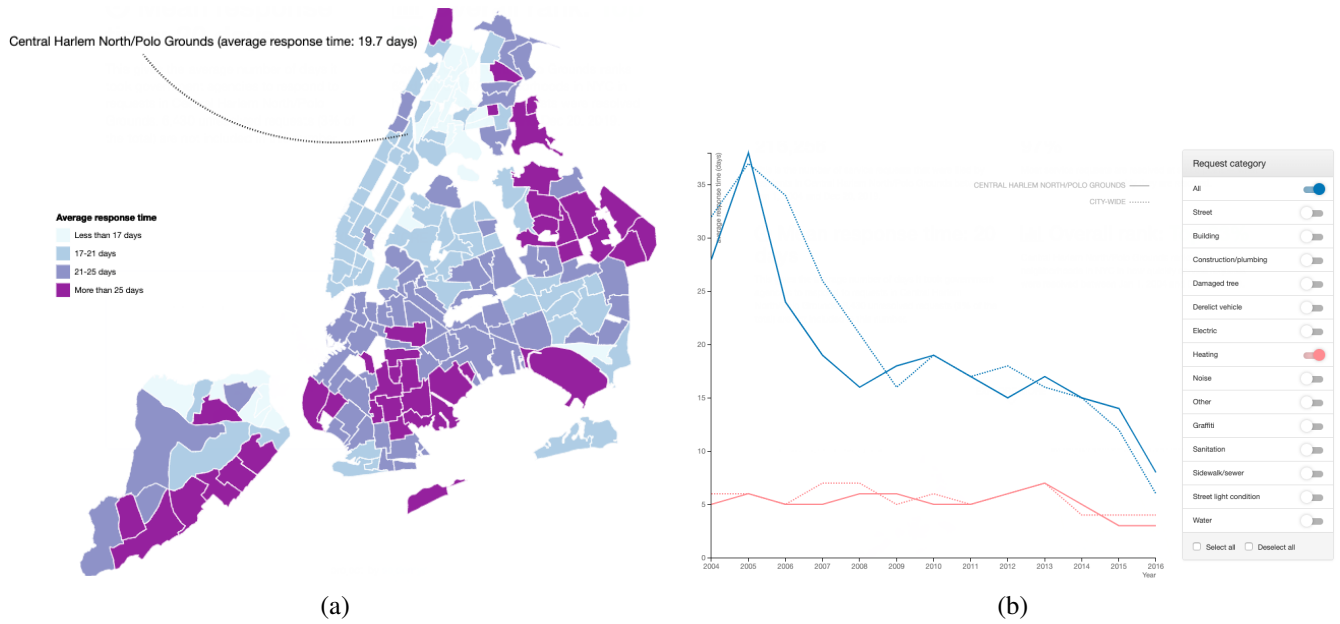 Central Harlem North/Polo Grounds (average response time: 19.7 days)
Average response time
Less than 17 days
17-21 days
21-25 days
More than 25 days
(a)
average response time (days)
35
30
25
20
15
10
5
0
2004 2005 2006 2007 2008 2009 2010 2011 2012 2013 2014 2015 2016
Year
CENTRAL HARLEM NORTH/POLO GROUNDS
CITY-WIDE
Request category
All
Street
Building
Construction/plumbing
Damaged tree
Derelict vehicle
Electric
Heating
Noise
Other
Graffiti
Sanitation
Sidewalk/sewer
Street light condition
Water
Select all Deselect all
(b)